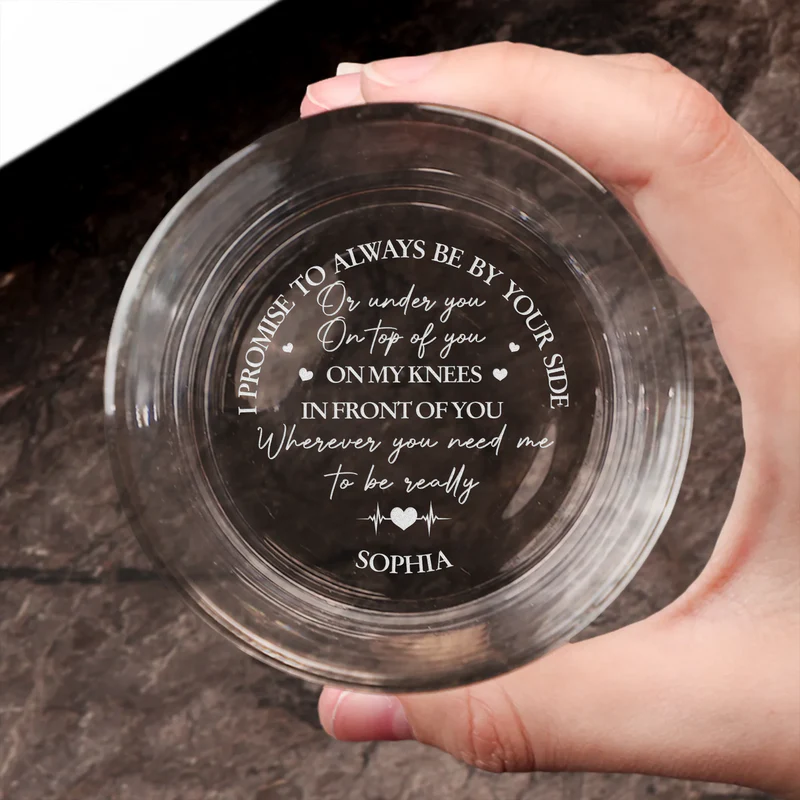 I PROMISE TO ALWAYS BE BY YOUR SIDE
Or under you
On top of you
ON MY KNEES
IN FRONT OF YOU
Wherever you need me
to be really
SOPHIA